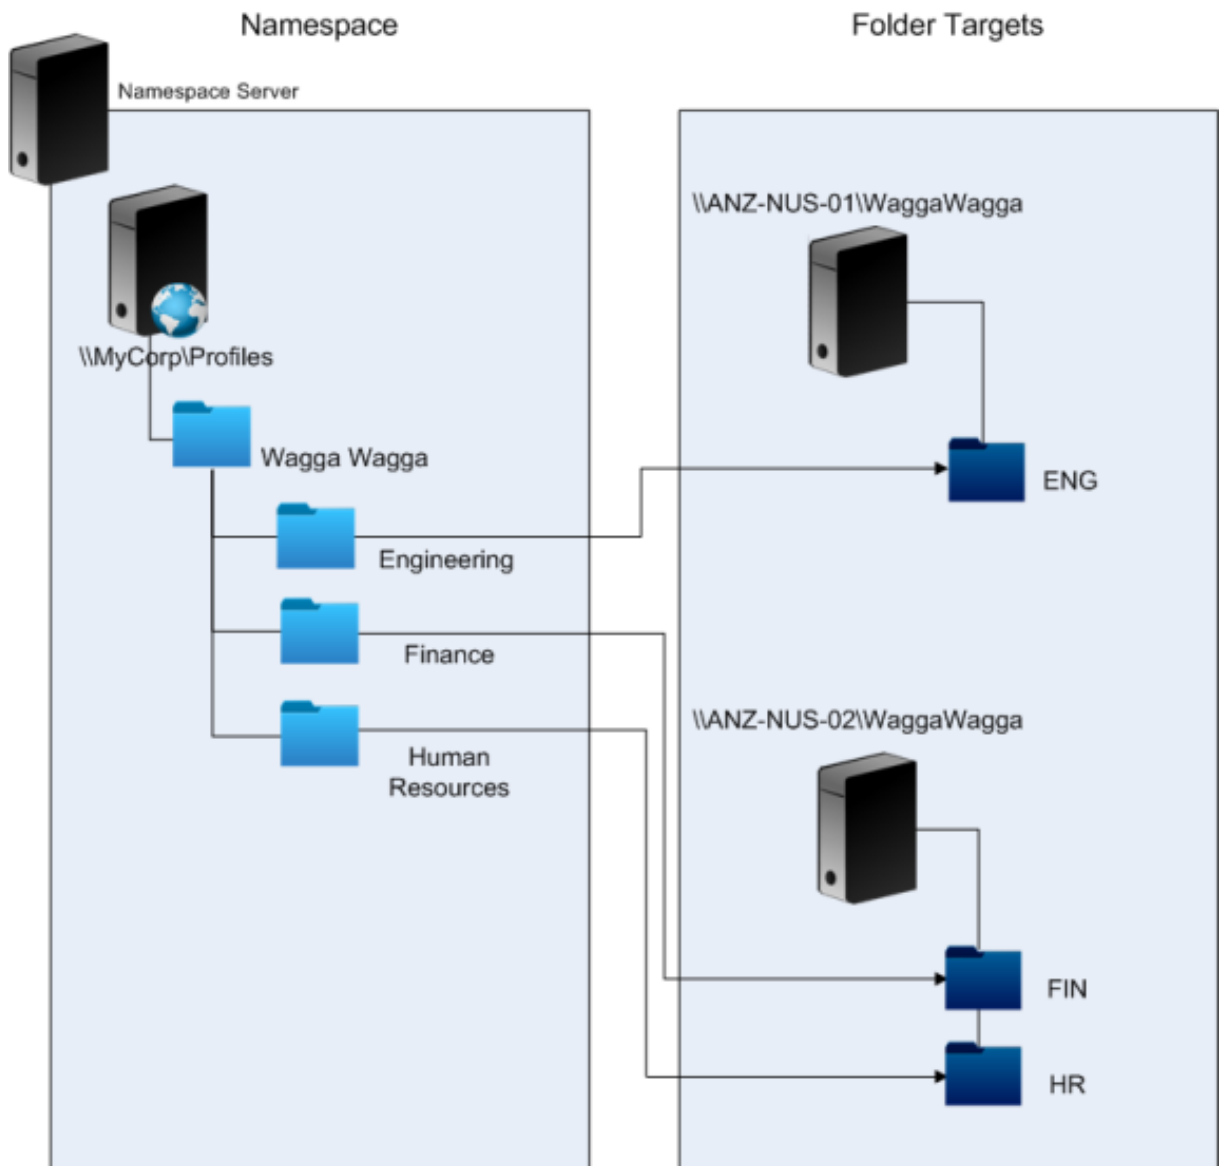 Namespace
Folder Targets
Namespace Server
\\MyCorp\Profiles
Wagga Wagga
Engineering
Finance
Human
Resources
\\ANZ-NUS-01\WaggaWagga
ENG
\\ANZ-NUS-02\WaggaWagga
FIN
HR